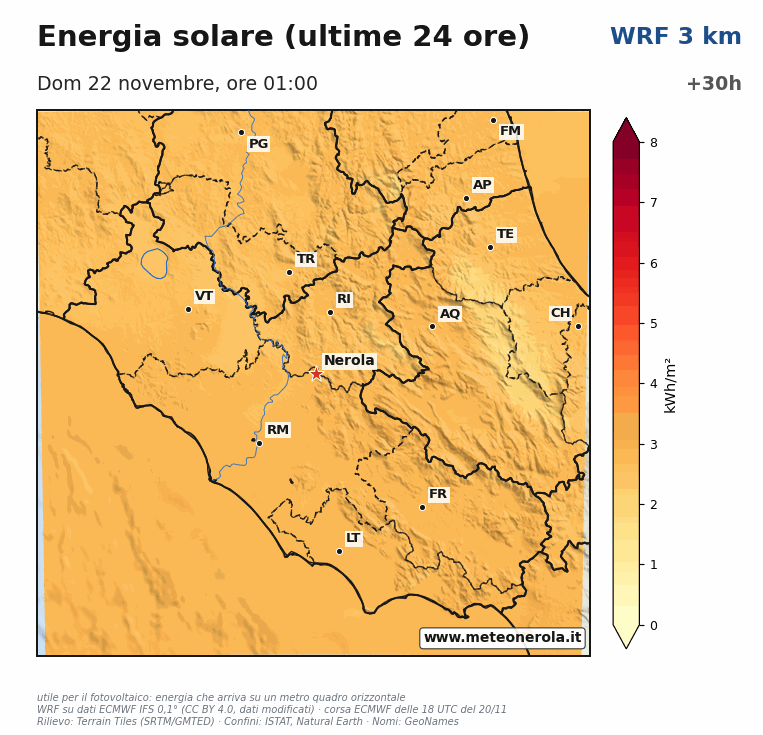 Energia solare (ultime 24 ore)
WRF 3 km
Dom 22 novembre, ore 01:00
+30h
FM
PG
AP
TE
TR
VT
RI
AQ
CH
Nerola
RM
FR
LT
www.meteonerola.it
8
7
6
5
4
3
2
1
0
kWh/m²
utile per il fotovoltaico: energia che arriva su un metro quadro orizzontale
WRF su dati ECMWF IFS 0,1° (CC BY 4.0, dati modificati) · corsa ECMWF delle 18 UTC del 20/11
Rilievo: Terrain Tiles (SRTM/GMTED) · Confini: ISTAT, Natural Earth · Nomi: GeoNames